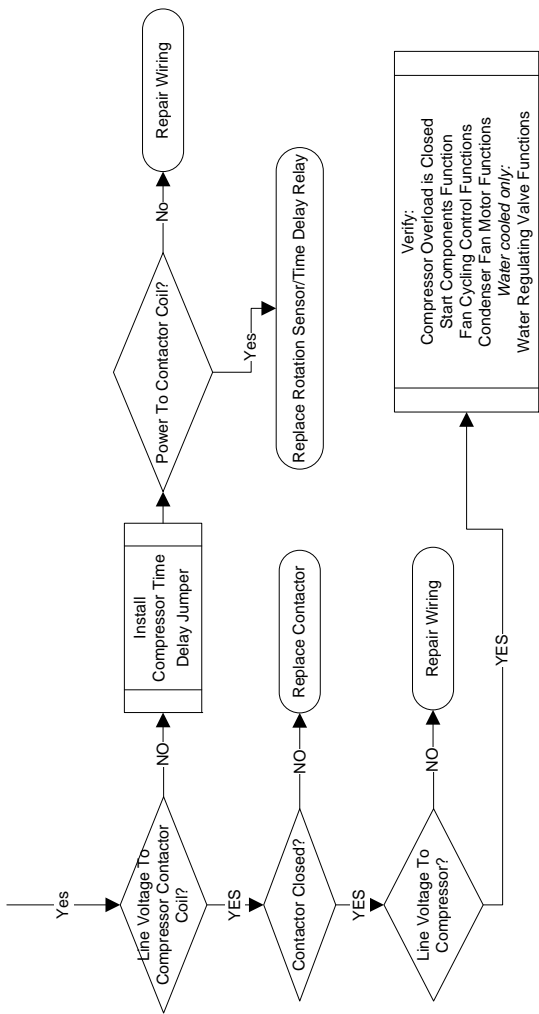 Yes
Line Voltage To
Compressor Contactor
Coil?
NO
Install
Compressor Time
Delay Jumper
Power To Contactor Coil?
No
Repair Wiring
Yes
Replace Rotation Sensor/Time Delay Relay
YES
Contactor Closed?
NO
Replace Contactor
YES
Line Voltage To
Compressor?
NO
Repair Wiring
YES
Verify:
Compressor Overload is Closed
Start Components Function
Fan Cycling Control Functions
Condenser Fan Motor Functions
Water cooled only:
Water Regulating Valve Functions